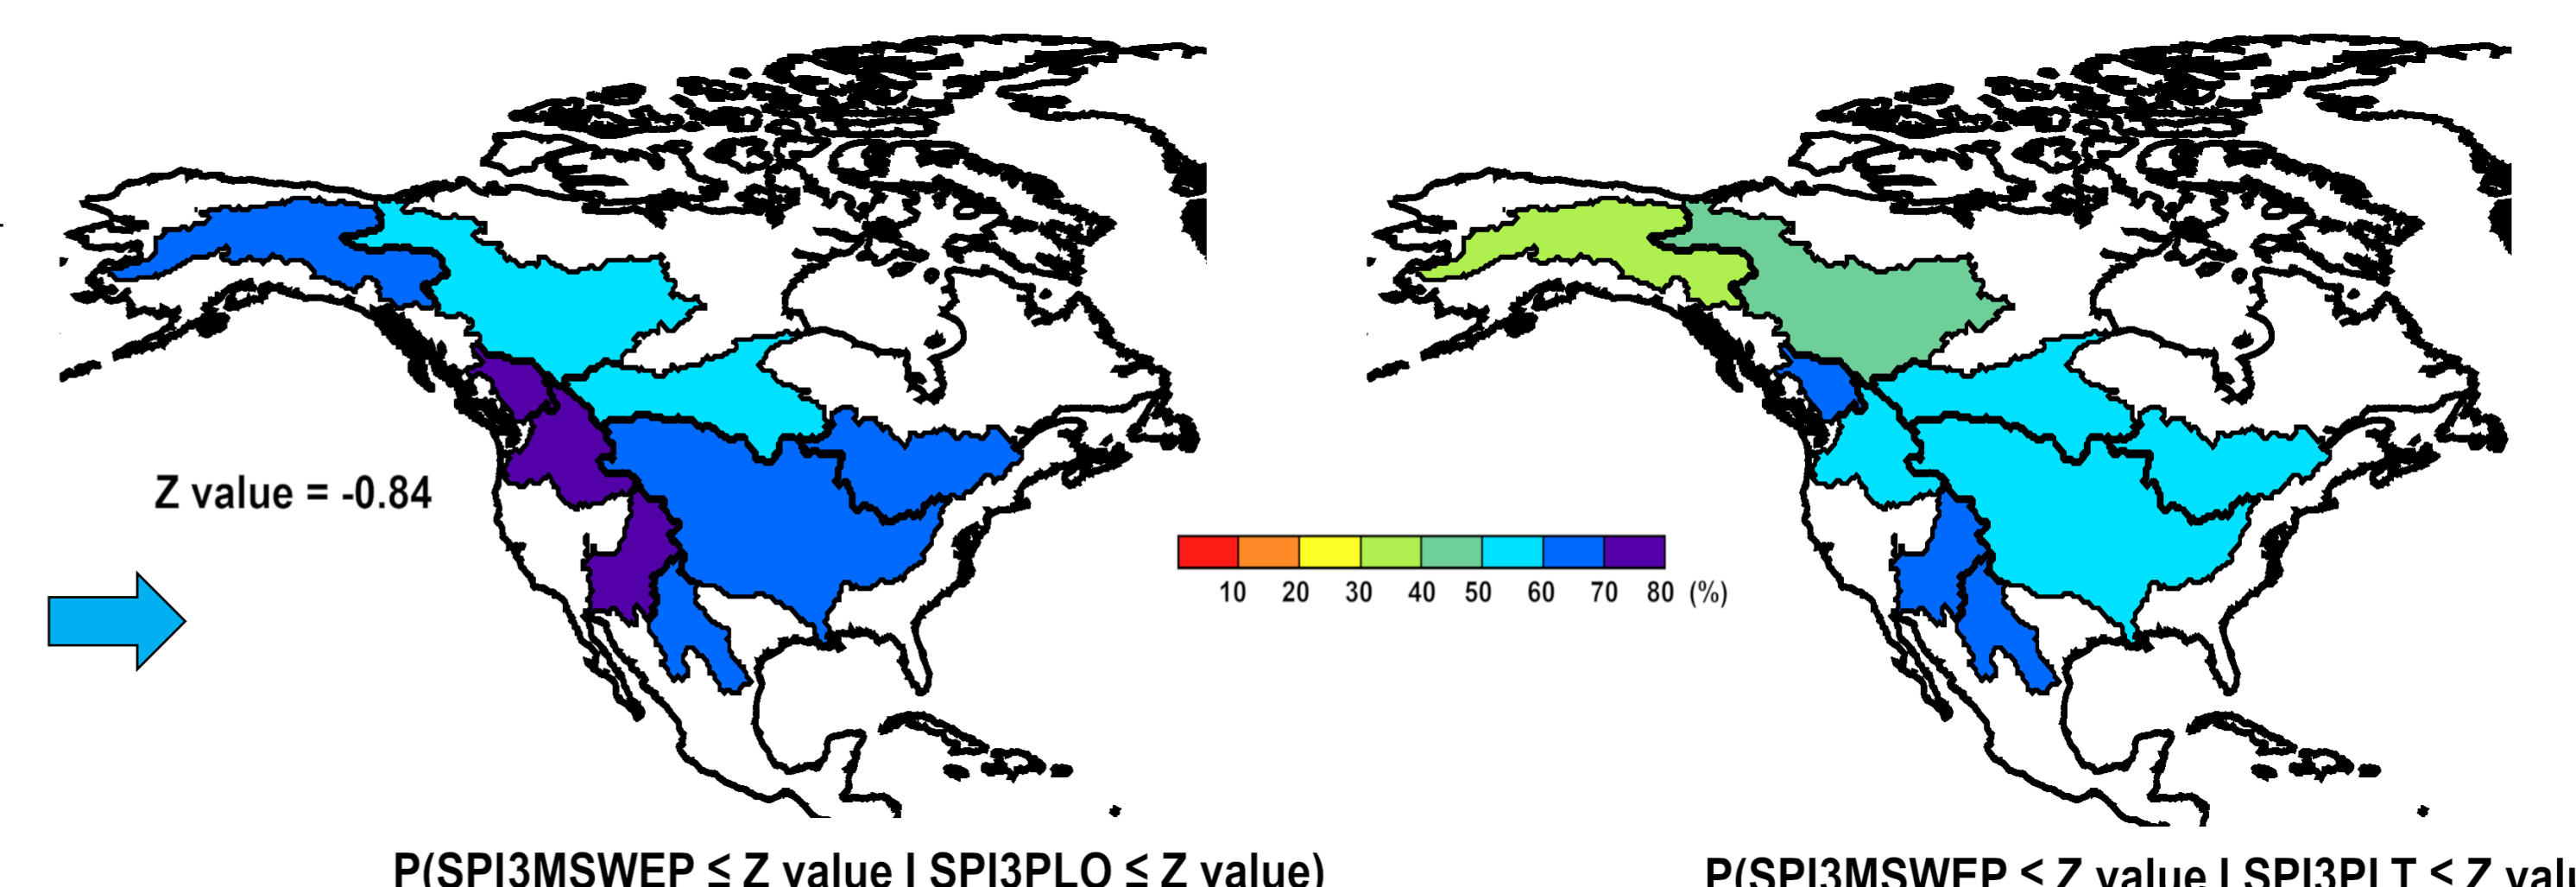 Z value = -0.84
10 20 30 40 50 60 70 80 (%)
P(SPI3MSWEP ≤ Z value I SPI3PLO ≤ Z value)
P(SPI3MSWEP ≤ Z value I SPI3PLT ≤ Z